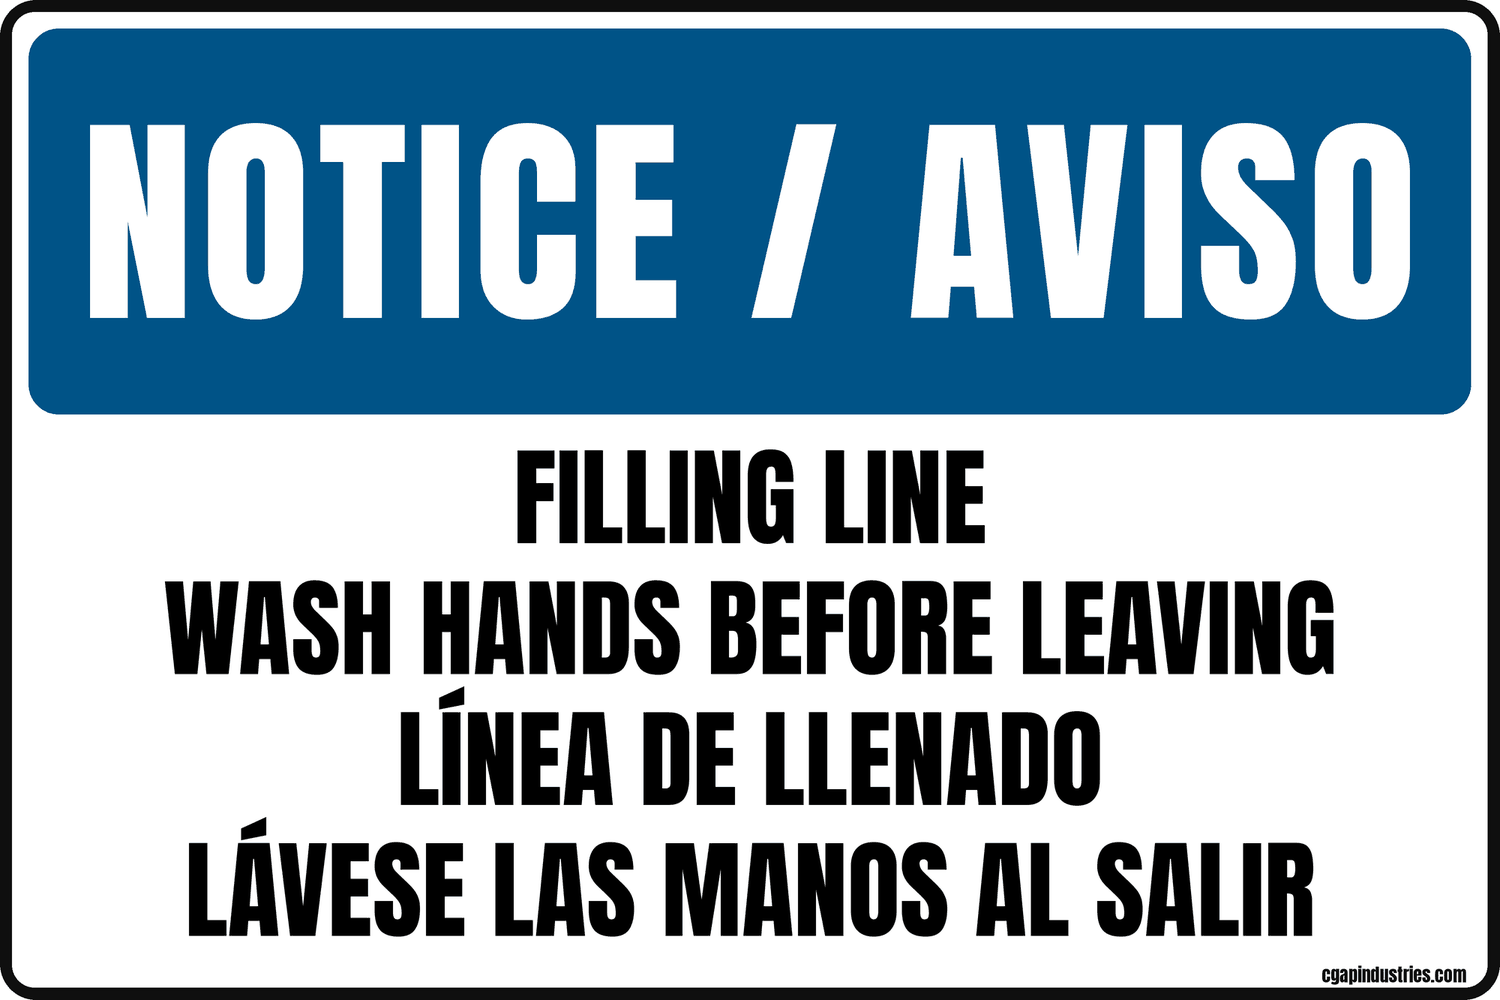 NOTICE / AVISO
FILLING LINE
WASH HANDS BEFORE LEAVING
LÍNEA DE LLENADO
LÁVESE LAS MANOS AL SALIR
cgapindustries.com